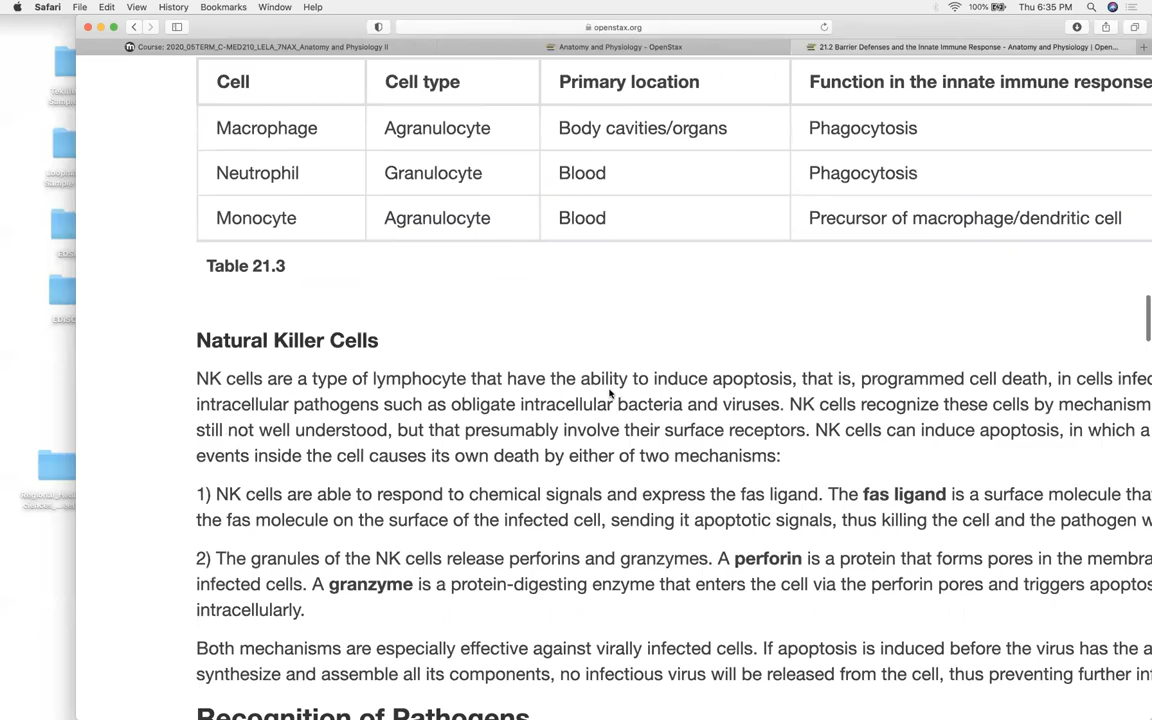 Safari File Edit View History Bookmarks Window Help 100% Thu 6:35 PM
openstax.org
Course: 2020_05TERM_C-MED210_LELA_7NAX_Anatomy and Physiology II Anatomy and Physiology - OpenStax 21.2 Barrier Defenses and the Innate Immune Response - Anatomy and Physiology | Open...
Cell Cell type Primary location Function in the innate immune response
Macrophage Agranulocyte Body cavities/organs Phagocytosis
Neutrophil Granulocyte Blood Phagocytosis
Monocyte Agranulocyte Blood Precursor of macrophage/dendritic cell
Table 21.3
Natural Killer Cells
NK cells are a type of lymphocyte that have the ability to induce apoptosis, that is, programmed cell death, in cells infec
intracellular pathogens such as obligate intracellular bacteria and viruses. NK cells recognize these cells by mechanism
still not well understood, but that presumably involve their surface receptors. NK cells can induce apoptosis, in which a
events inside the cell causes its own death by either of two mechanisms:
1) NK cells are able to respond to chemical signals and express the fas ligand. The fas ligand is a surface molecule tha
the fas molecule on the surface of the infected cell, sending it apoptotic signals, thus killing the cell and the pathogen w
2) The granules of the NK cells release perforins and granzymes. A perforin is a protein that forms pores in the membra
infected cells. A granzyme is a protein-digesting enzyme that enters the cell via the perforin pores and triggers apoptos
intracellularly.
Both mechanisms are especially effective against virally infected cells. If apoptosis is induced before the virus has the a
synthesize and assemble all its components, no infectious virus will be released from the cell, thus preventing further inf
Recognition of Pathogens